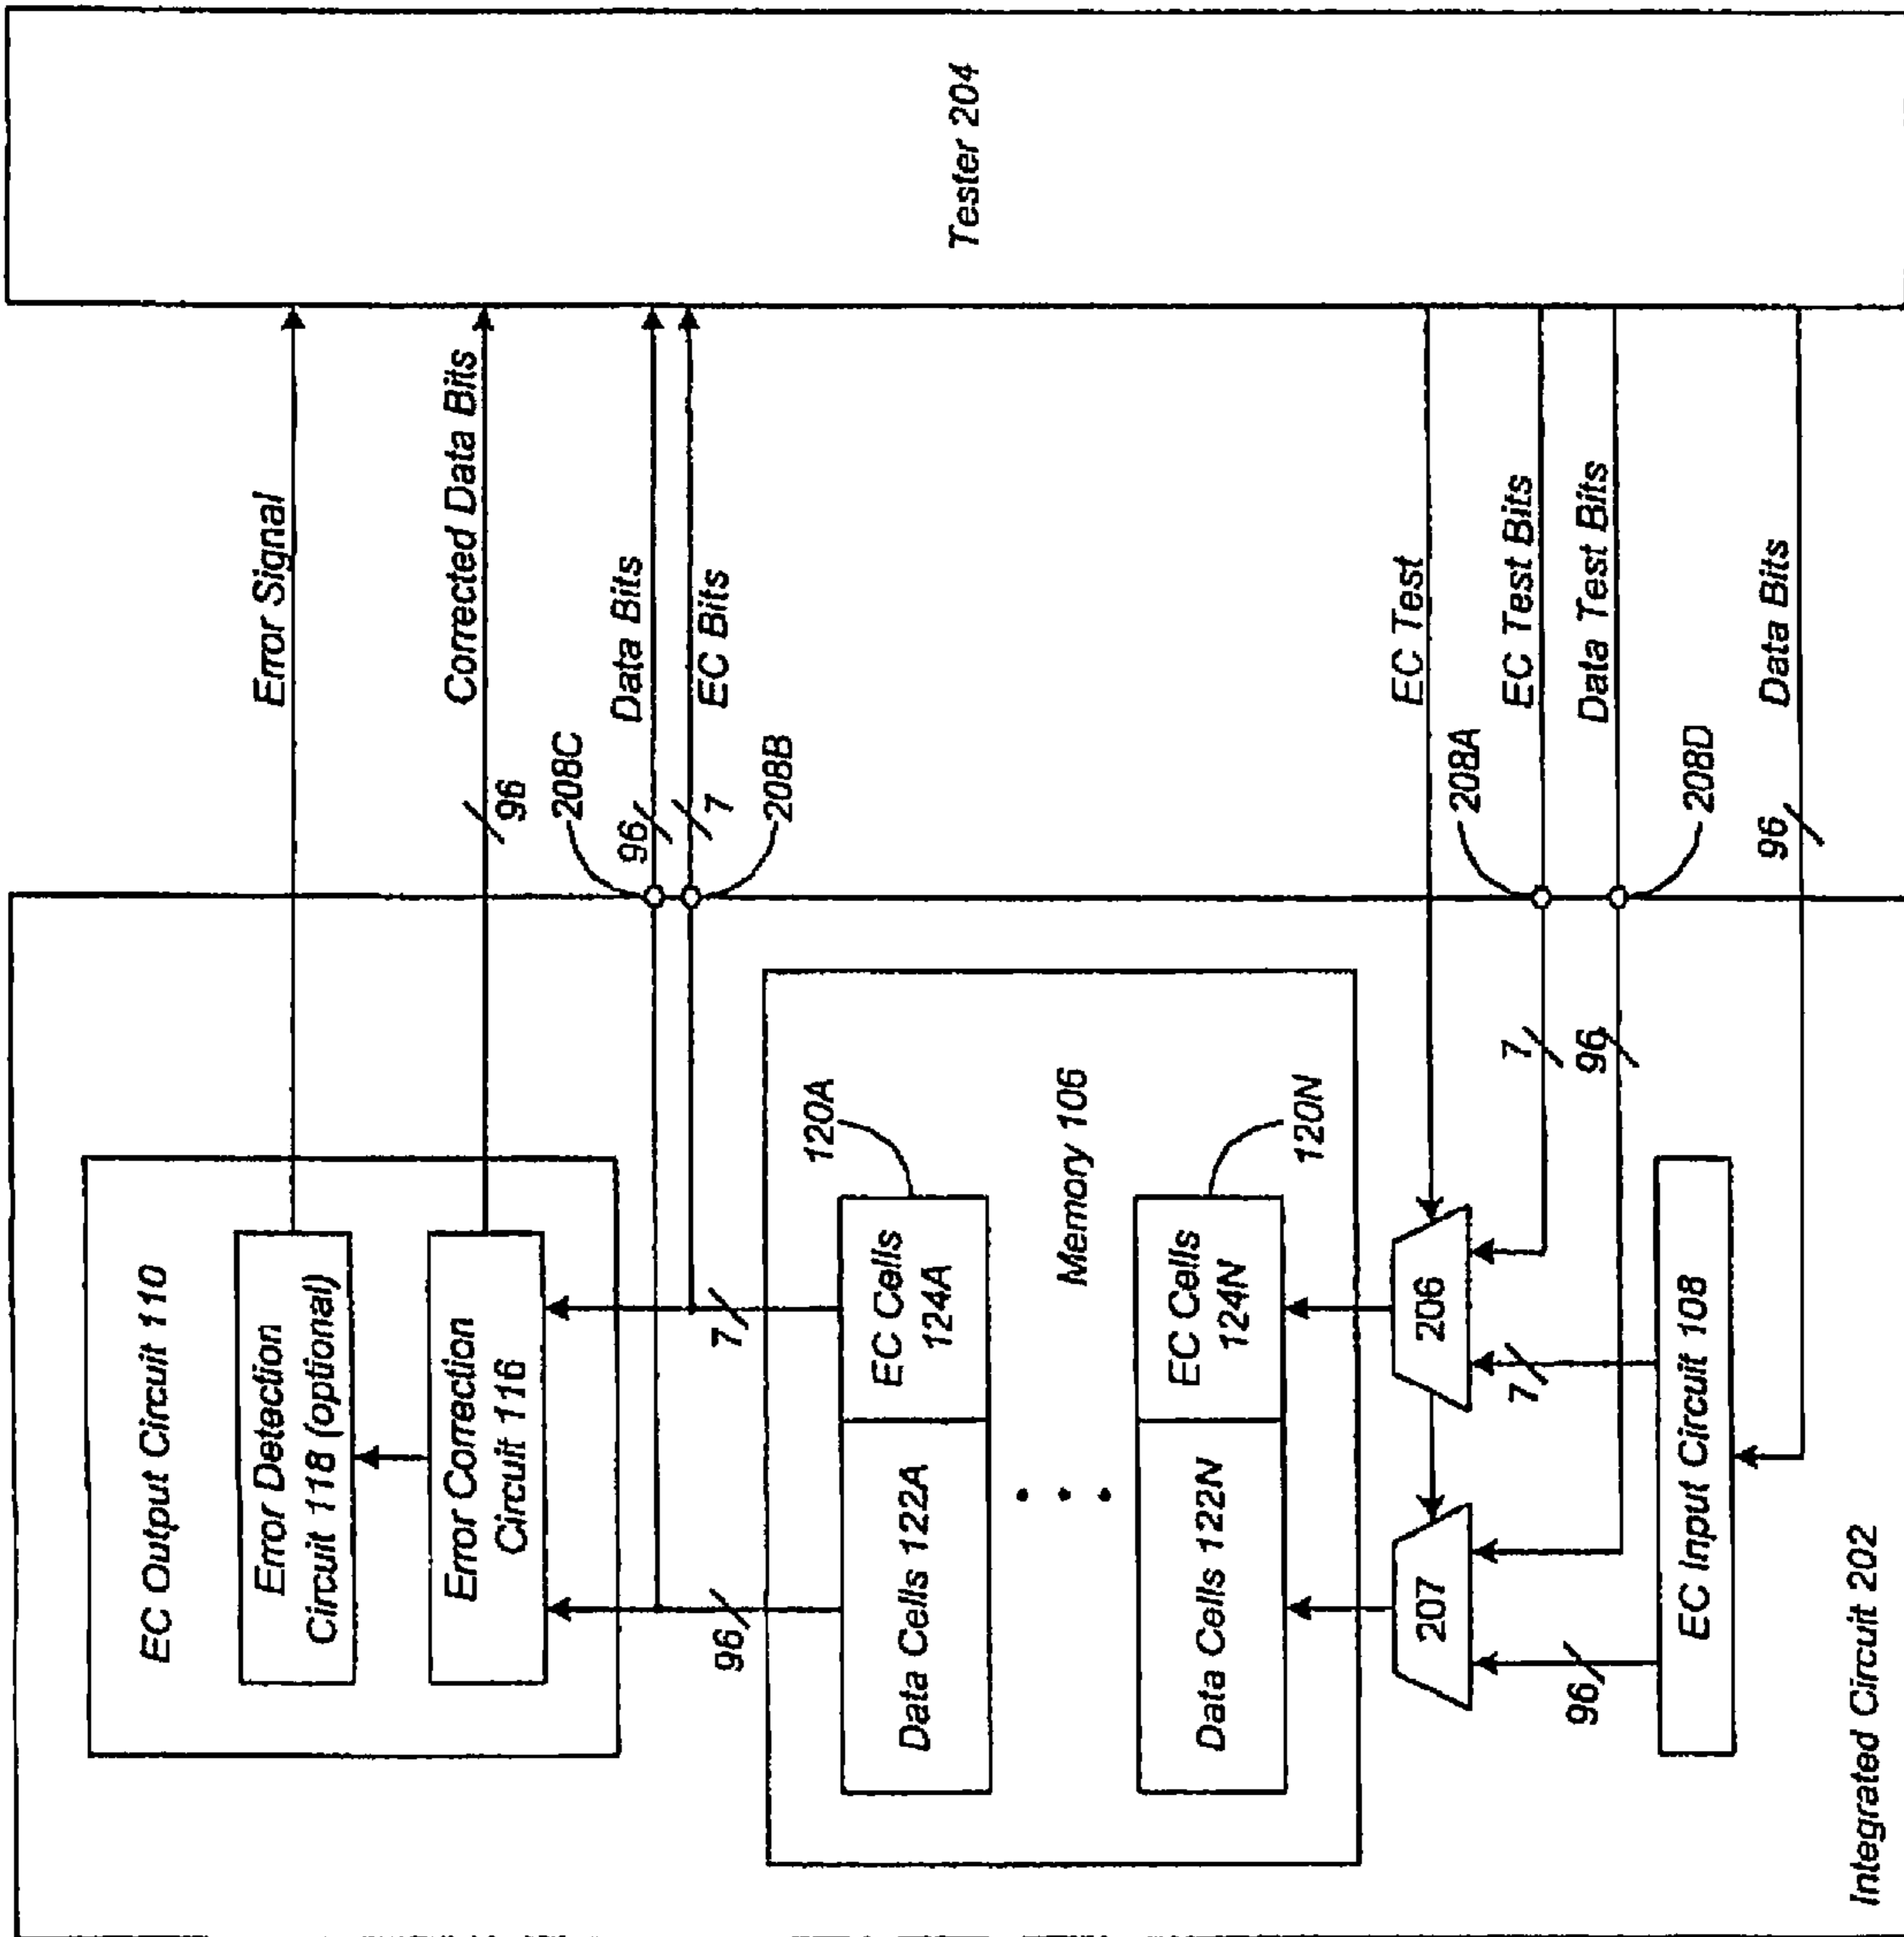 EC Output Circuit 110
Error Detection
Circuit 118 (optional)
Error Correction
Circuit 116
Error Signal
Corrected Data Bits
96
208C
Data Bits
96
7
EC Bits
208B
96
7
120A
Data Cells 122A
EC Cells
124A
Memory 106
120N
Data Cells 122N
EC Cells
124N
Tester 204
EC Test
208A
EC Test Bits
Data Test Bits
208D
7
96
207
206
96
7
96
Data Bits
EC Input Circuit 108
Integrated Circuit 202